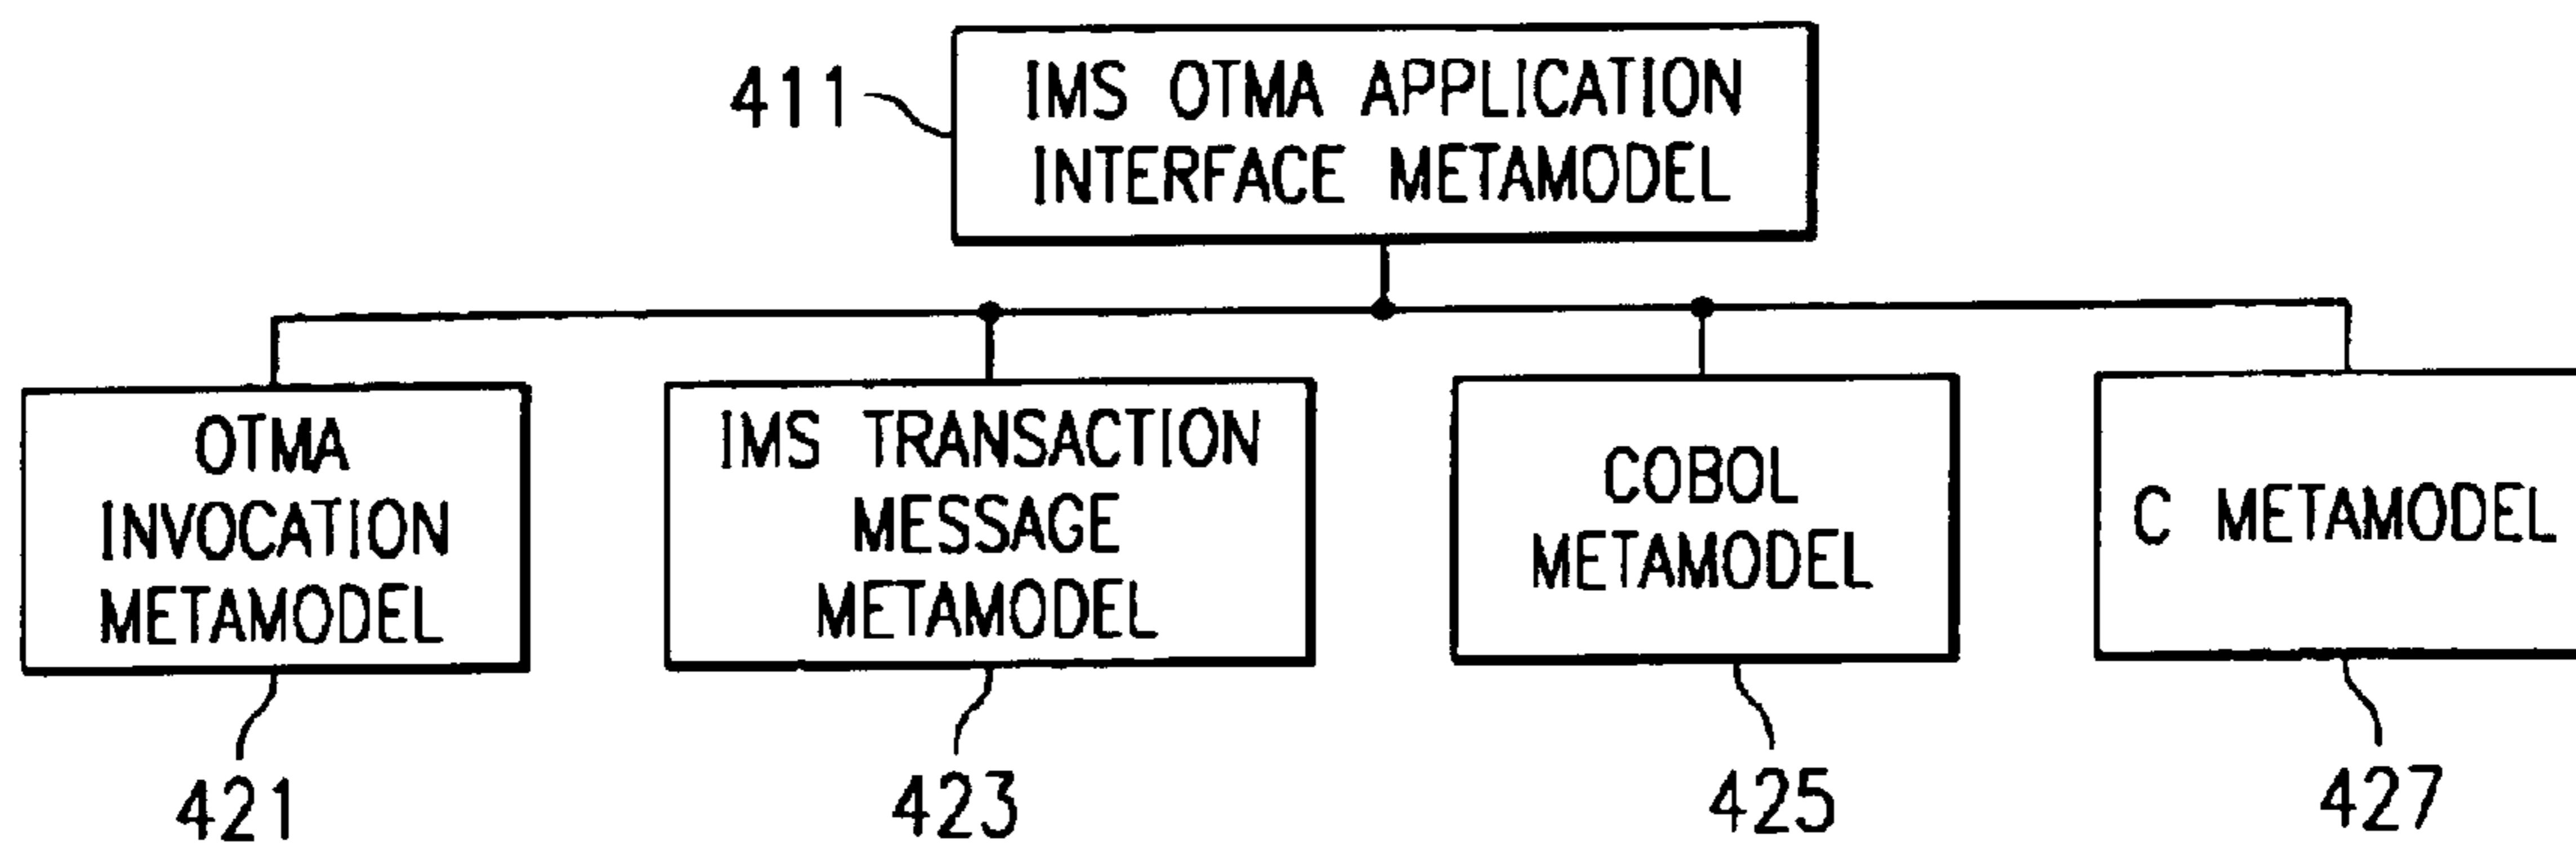 IMS OTMA APPLICATION
INTERFACE METAMODEL
411
OTMA
INVOCATION
METAMODEL
IMS TRANSACTION
MESSAGE
METAMODEL
COBOL
METAMODEL
C METAMODEL
421
423
425
427